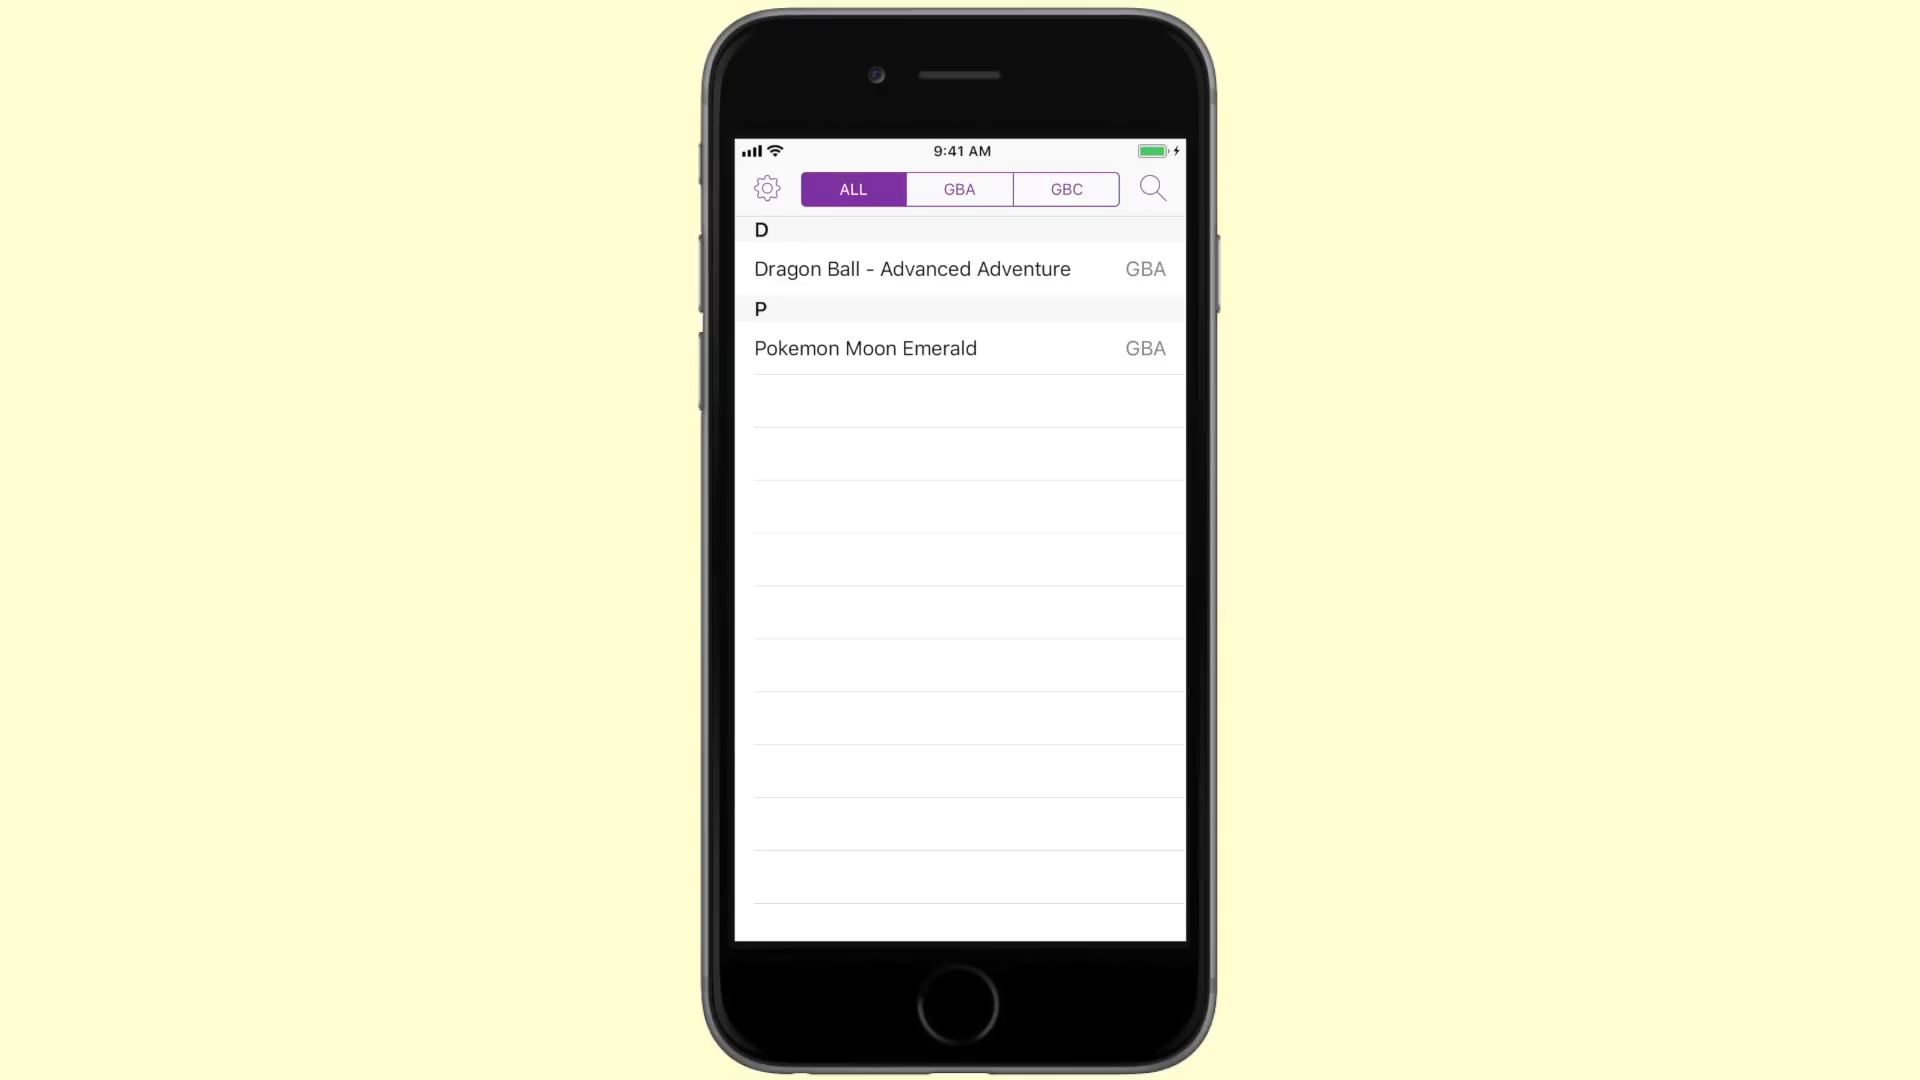 9:41 AM
ALL GBA GBC
D
Dragon Ball - Advanced Adventure GBA
P
Pokemon Moon Emerald GBA